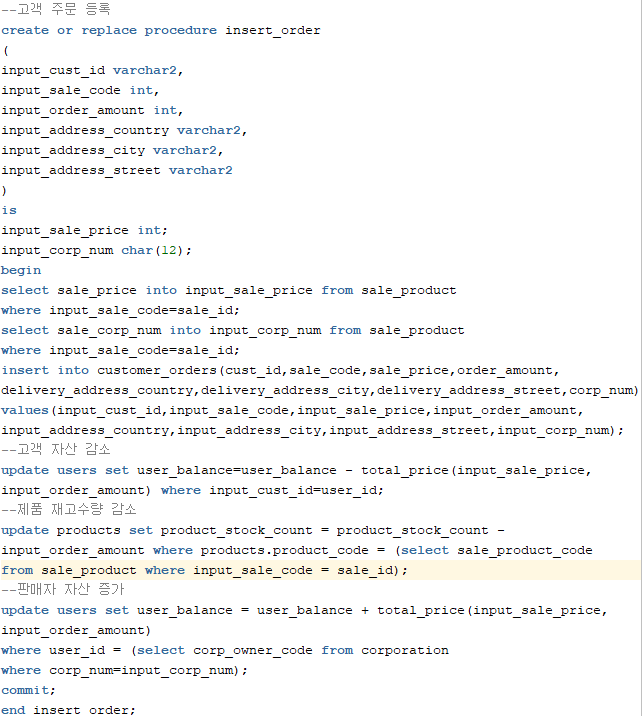 --고객 주문 등록
create or replace procedure insert_order
(
input_cust_id varchar2,
input_sale_code int,
input_order_amount int,
input_address_country varchar2,
input_address_city varchar2,
input_address_street varchar2
)
is
input_sale_price int;
input_corp_num char(12);
begin
select sale_price into input_sale_price from sale_product
where input_sale_code=sale_id;
select sale_corp_num into input_corp_num from sale_product
where input_sale_code=sale_id;
insert into customer_orders(cust_id,sale_code,sale_price,order_amount,
delivery_address_country,delivery_address_city,delivery_address_street,corp_num)
values(input_cust_id,input_sale_code,input_sale_price,input_order_amount,
input_address_country,input_address_city,input_address_street,input_corp_num);
--고객 자산 감소
update users set user_balance=user_balance - total_price(input_sale_price,
input_order_amount) where input_cust_id=user_id;
--제품 재고수량 감소
update products set product_stock_count = product_stock_count -
input_order_amount where products.product_code = (select sale_product_code
from sale_product where input_sale_code = sale_id);
--판매자 자산 증가
update users set user_balance = user_balance + total_price(input_sale_price,
input_order_amount)
where user_id = (select corp_owner_code from corporation
where corp_num=input_corp_num);
commit;
end insert_order;